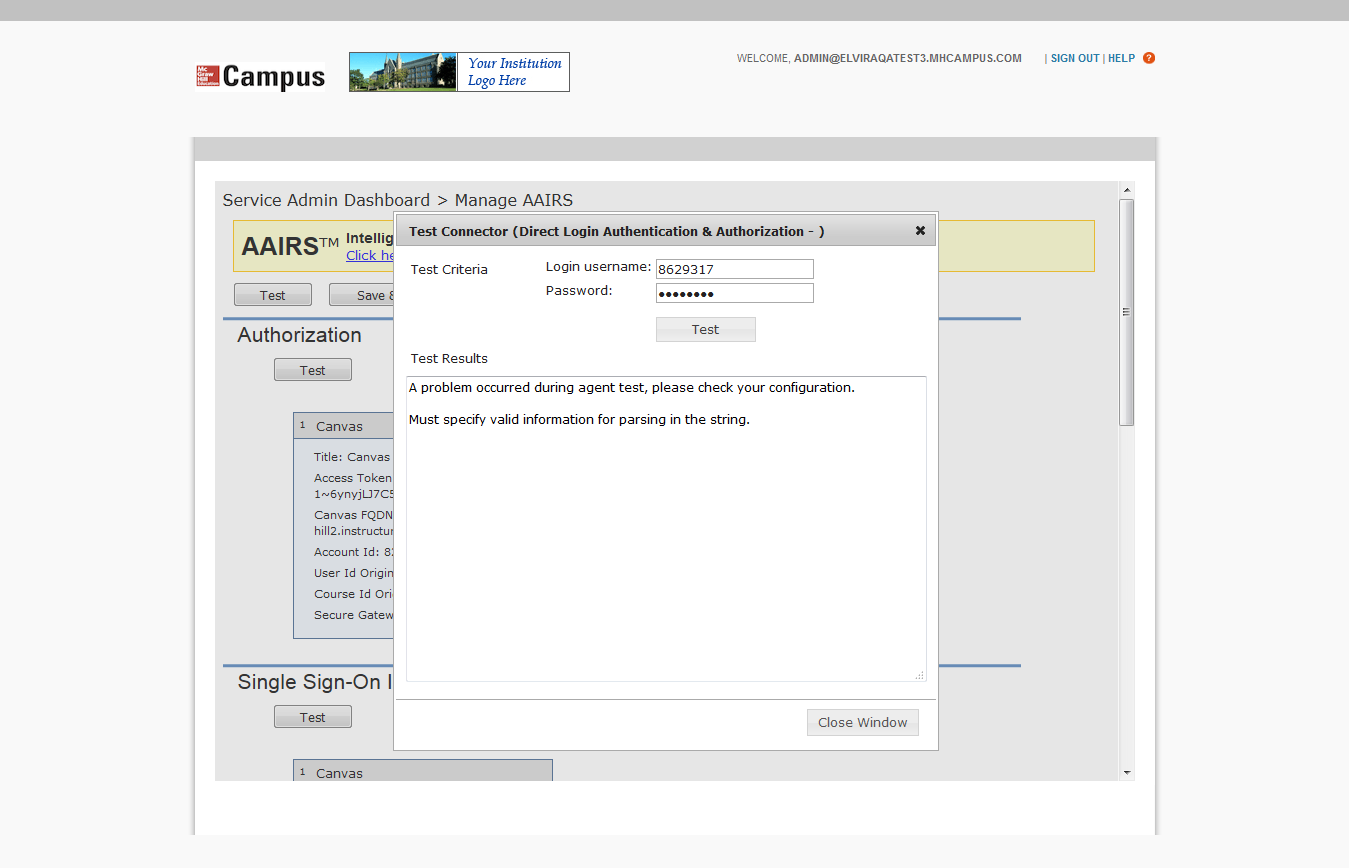 Mc
Graw
Hill
Education
Campus
Your Institution
Logo Here
WELCOME, ADMIN@ELVIRAQATEST3.MHCAMPUS.COM | SIGN OUT | HELP ?
Service Admin Dashboard > Manage AAIRS
AAIRS™ Intellig
Click he
Test Save &
Authorization
Test
1 Canvas
Title: Canvas
Access Token
1~6ynyjLJ7C5
Canvas FQDN
hill2.instructur
Account Id: 82
User Id Origin
Course Id Ori
Secure Gatew
Single Sign-On I
Test
1 Canvas
Test Connector (Direct Login Authentication & Authorization - )
Test Criteria
Login username: 8629317
Password: ●●●●●●●●
Test
Test Results
A problem occurred during agent test, please check your configuration.
Must specify valid information for parsing in the string.
Close Window